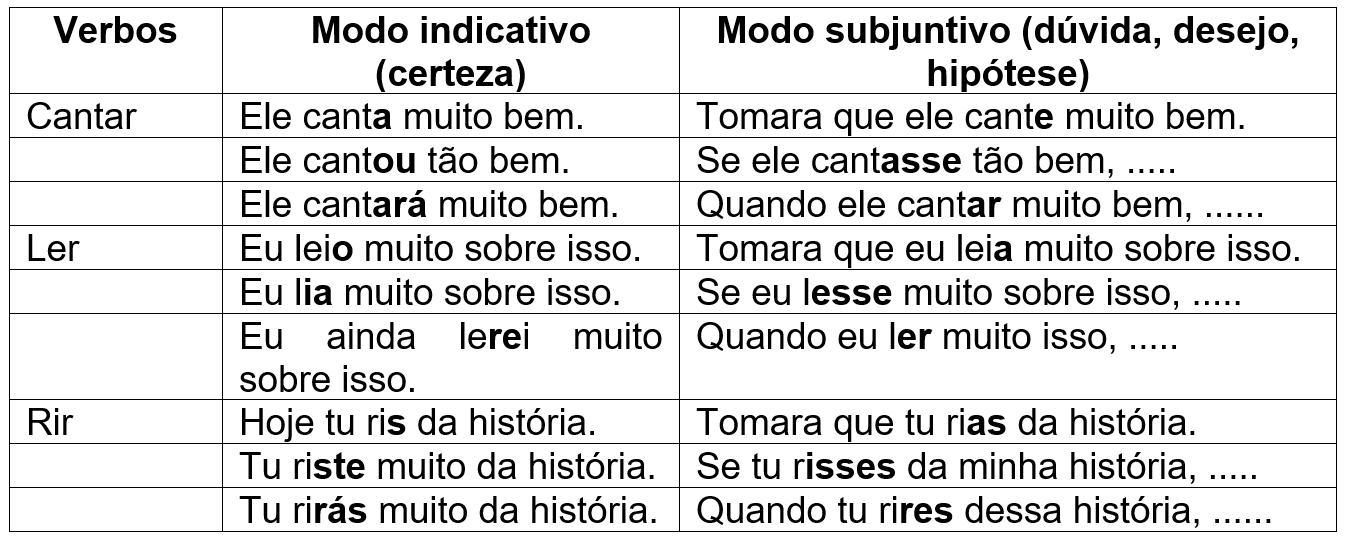 Verbos Modo indicativo (certeza) Modo subjuntivo (dúvida, desejo, hipótese)
Cantar Ele canta muito bem. Tomara que ele cante muito bem.
Ele cantou tão bem. Se ele cantasse tão bem, .....
Ele cantará muito bem. Quando ele cantar muito bem, ......
Ler Eu leio muito sobre isso. Tomara que eu leia muito sobre isso.
Eu lia muito sobre isso. Se eu lesse muito sobre isso, .....
Eu ainda lerei muito sobre isso. Quando eu ler muito isso, .....
Rir Hoje tu ris da história. Tomara que tu rias da história.
Tu riste muito da história. Se tu risses da minha história, .....
Tu rirás muito da história. Quando tu rires dessa história, ......